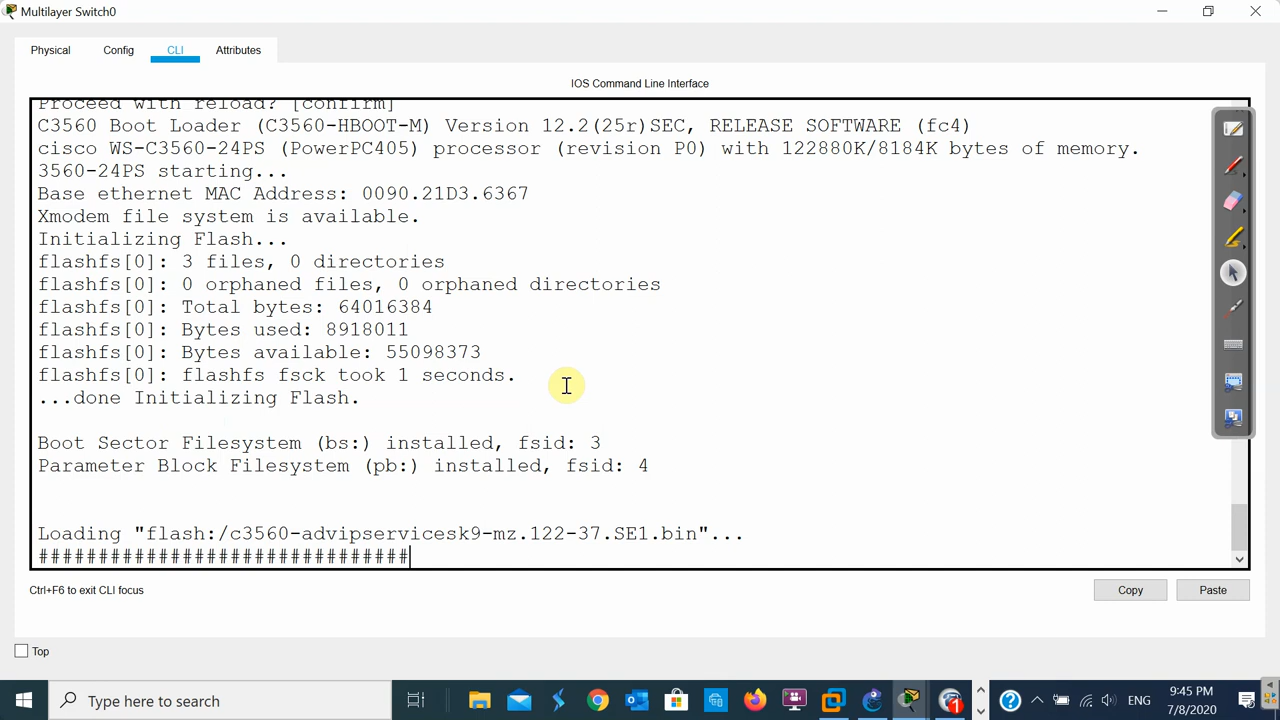 Multilayer Switch0
Physical
Config
CLI
Attributes
IOS Command Line Interface
Proceed with reload? [confirm]
C3560 Boot Loader (C3560-HBOOT-M) Version 12.2(25r)SEC, RELEASE SOFTWARE (fc4)
cisco WS-C3560-24PS (PowerPC405) processor (revision P0) with 122880K/8184K bytes of memory.
3560-24PS starting...
Base ethernet MAC Address: 0090.21D3.6367
Xmodem file system is available.
Initializing Flash...
flashfs[0]: 3 files, 0 directories
flashfs[0]: 0 orphaned files, 0 orphaned directories
flashfs[0]: Total bytes: 64016384
flashfs[0]: Bytes used: 8918011
flashfs[0]: Bytes available: 55098373
flashfs[0]: flashfs fsck took 1 seconds.
...done Initializing Flash.
Boot Sector Filesystem (bs:) installed, fsid: 3
Parameter Block Filesystem (pb:) installed, fsid: 4
Loading "flash:/c3560-advipservicesk9-mz.122-37.SE1.bin"...
###############################
Ctrl+F6 to exit CLI focus
Copy
Paste
Top
Type here to search
1
ENG
9:45 PM
7/8/2020